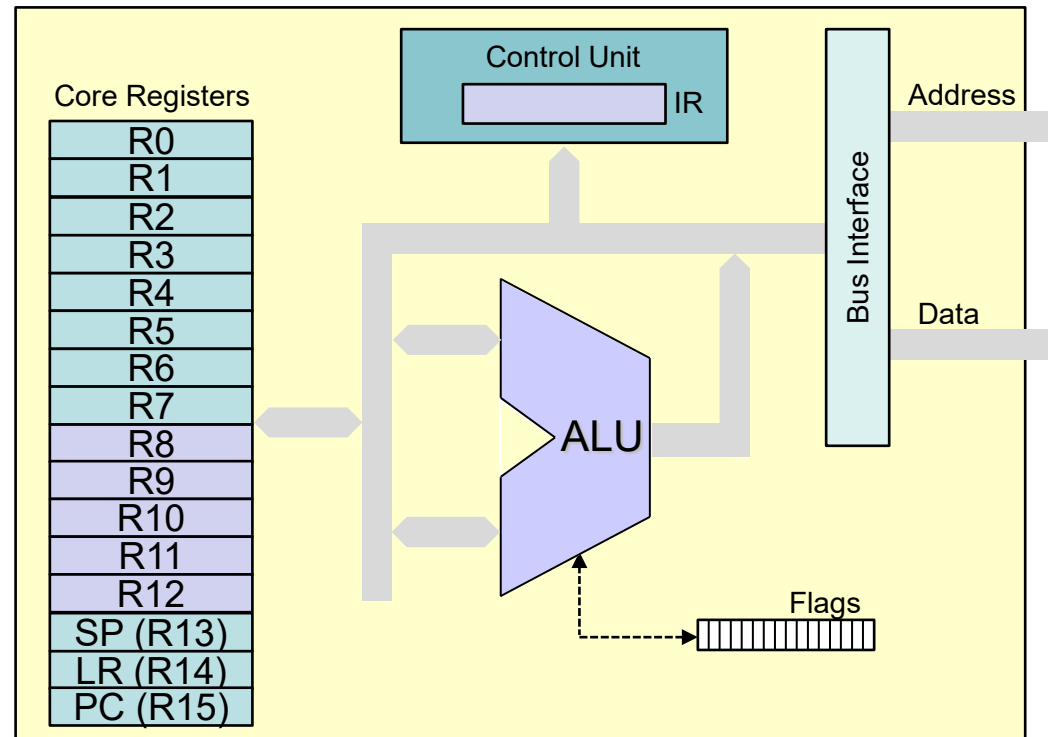 Control Unit
IR
Core Registers
R0
R1
R2
R3
R4
R5
R6
R7
R8
R9
R10
R11
R12
SP (R13)
LR (R14)
PC (R15)
ALU
Flags
Bus Interface
Address
Data